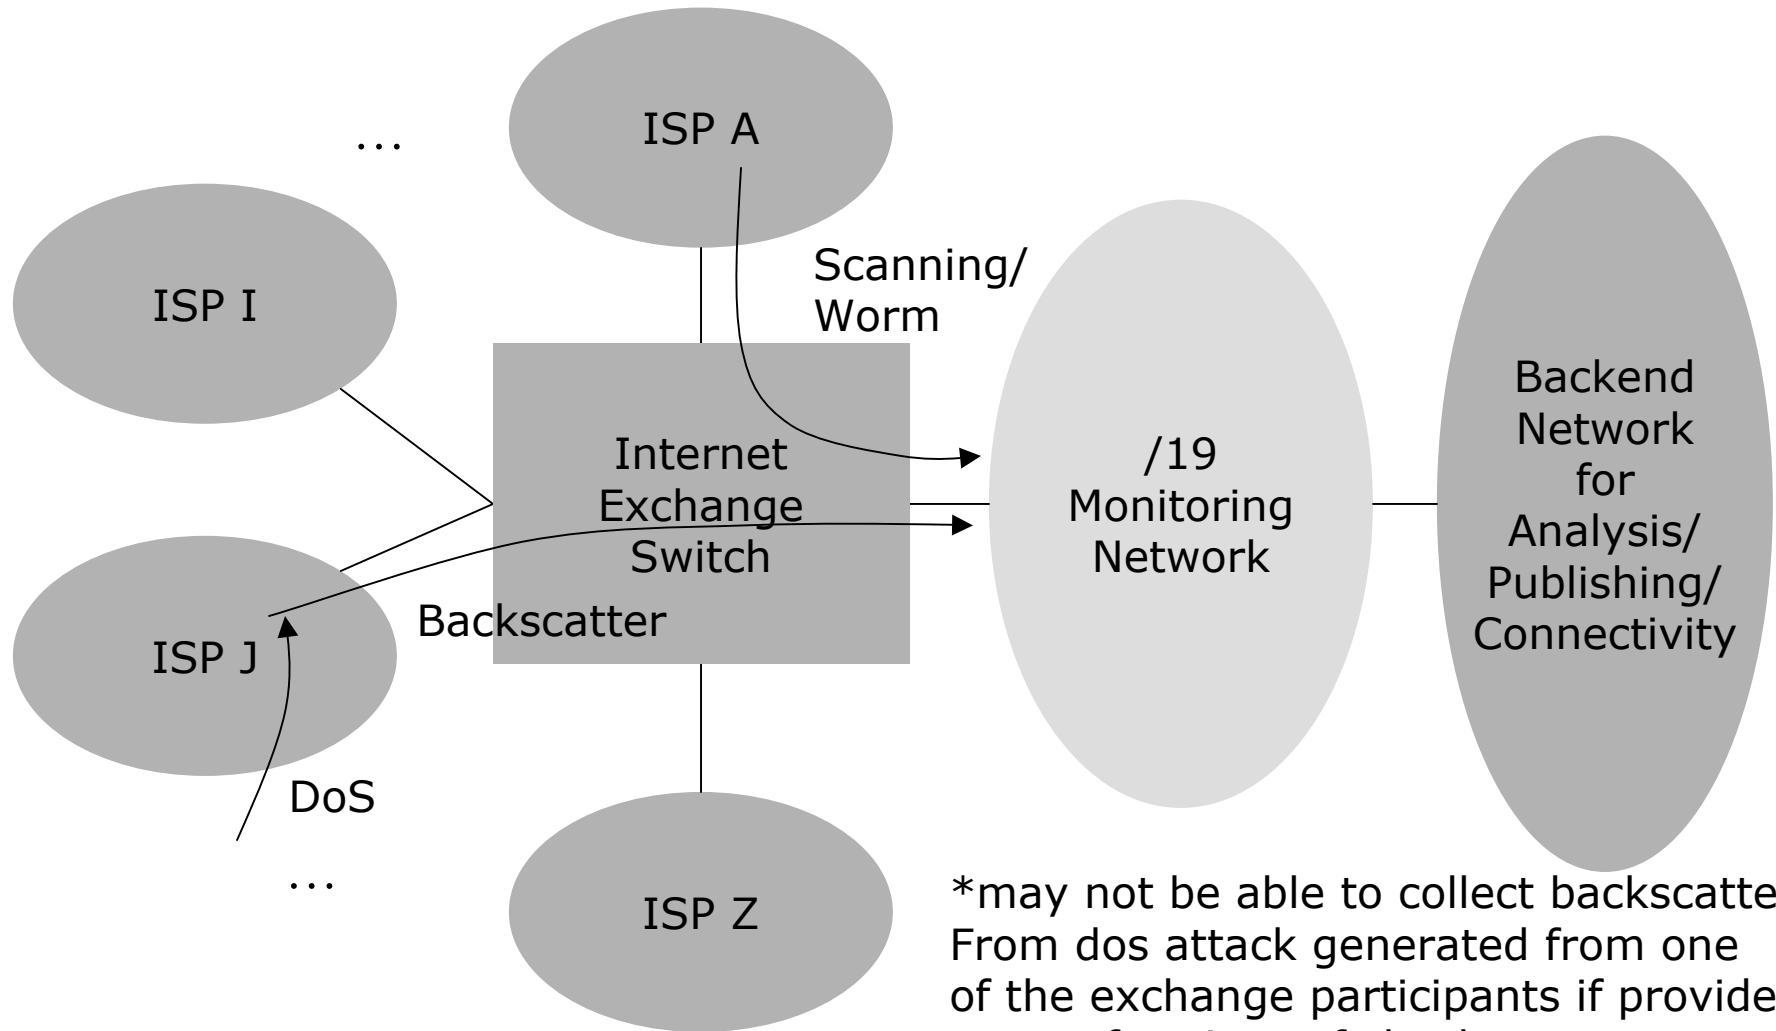 ...
ISP A
ISP I
Scanning/
Worm
Internet
Exchange
Switch
/19
Monitoring
Network
Backend
Network
for
Analysis/
Publishing/
Connectivity
Backscatter
ISP J
DoS
...
ISP Z
*may not be able to collect backscatte
From dos attack generated from one
of the exchange participants if provide